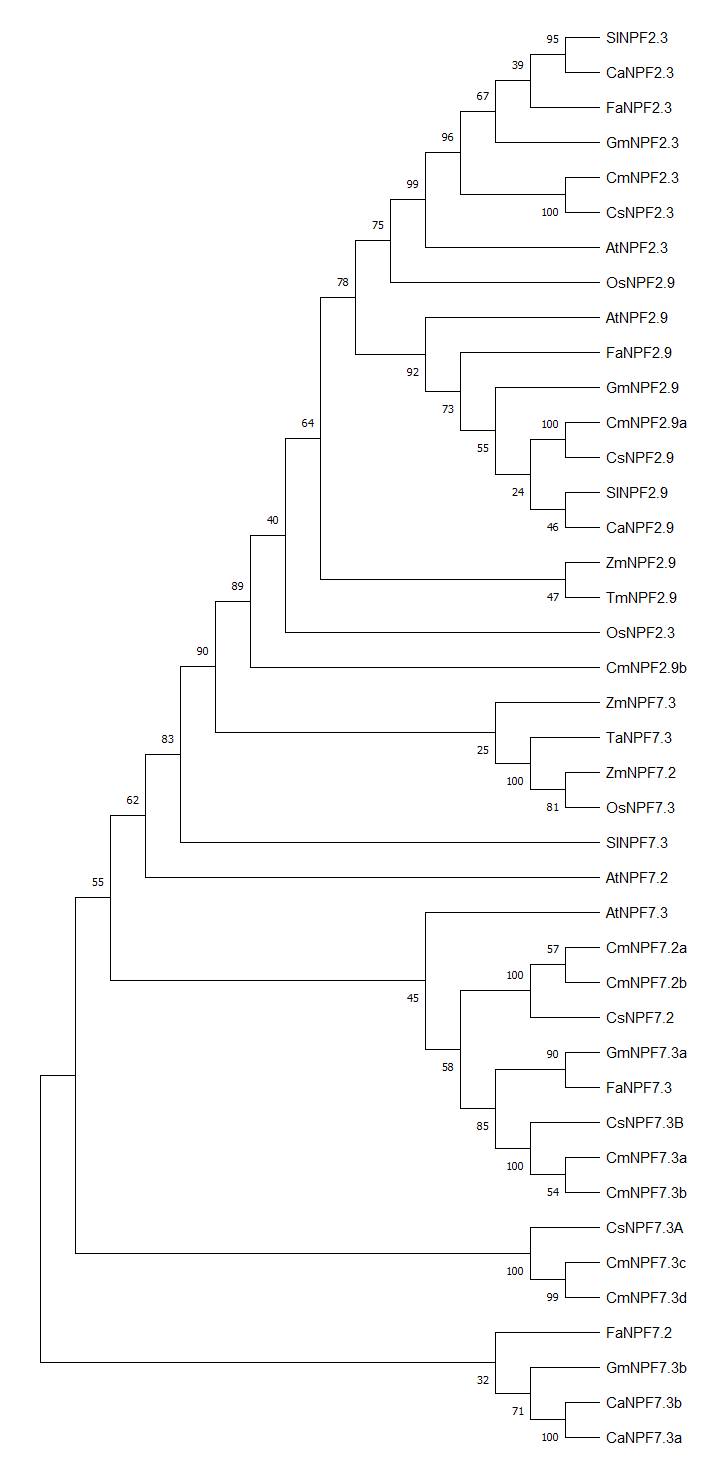 SlNPF2.3
95
39
CaNPF2.3
67
FaNPF2.3
96
GmNPF2.3
99
CmNPF2.3
100
CsNPF2.3
75
AtNPF2.3
78
OsNPF2.9
AtNPF2.9
92
FaNPF2.9
73
GmNPF2.9
64
55
100
CmNPF2.9a
CsNPF2.9
24
SlNPF2.9
40
46
CaNPF2.9
ZmNPF2.9
89
47
TmNPF2.9
OsNPF2.3
90
CmNPF2.9b
ZmNPF7.3
83
25
TaNPF7.3
100
ZmNPF7.2
62
81
OsNPF7.3
SlNPF7.3
55
AtNPF7.2
AtNPF7.3
57
CmNPF7.2a
100
45
CmNPF7.2b
CsNPF7.2
58
90
GmNPF7.3a
FaNPF7.3
85
CsNPF7.3B
100
CmNPF7.3a
54
CmNPF7.3b
CsNPF7.3A
100
CmNPF7.3c
99
CmNPF7.3d
FaNPF7.2
32
GmNPF7.3b
71
CaNPF7.3b
100
CaNPF7.3a